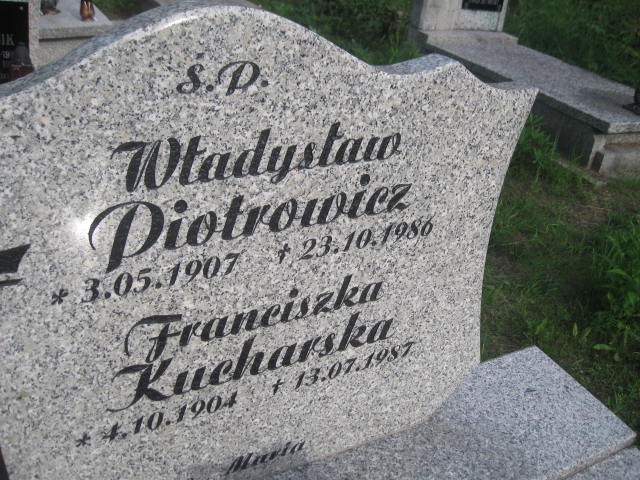 Ś.P.
Władysław
Piotrowicz
* 3.05.1907 † 23.10.1986
Franciszka
Kucharska
* 4.10.1904 † 13.07.1987
Maria